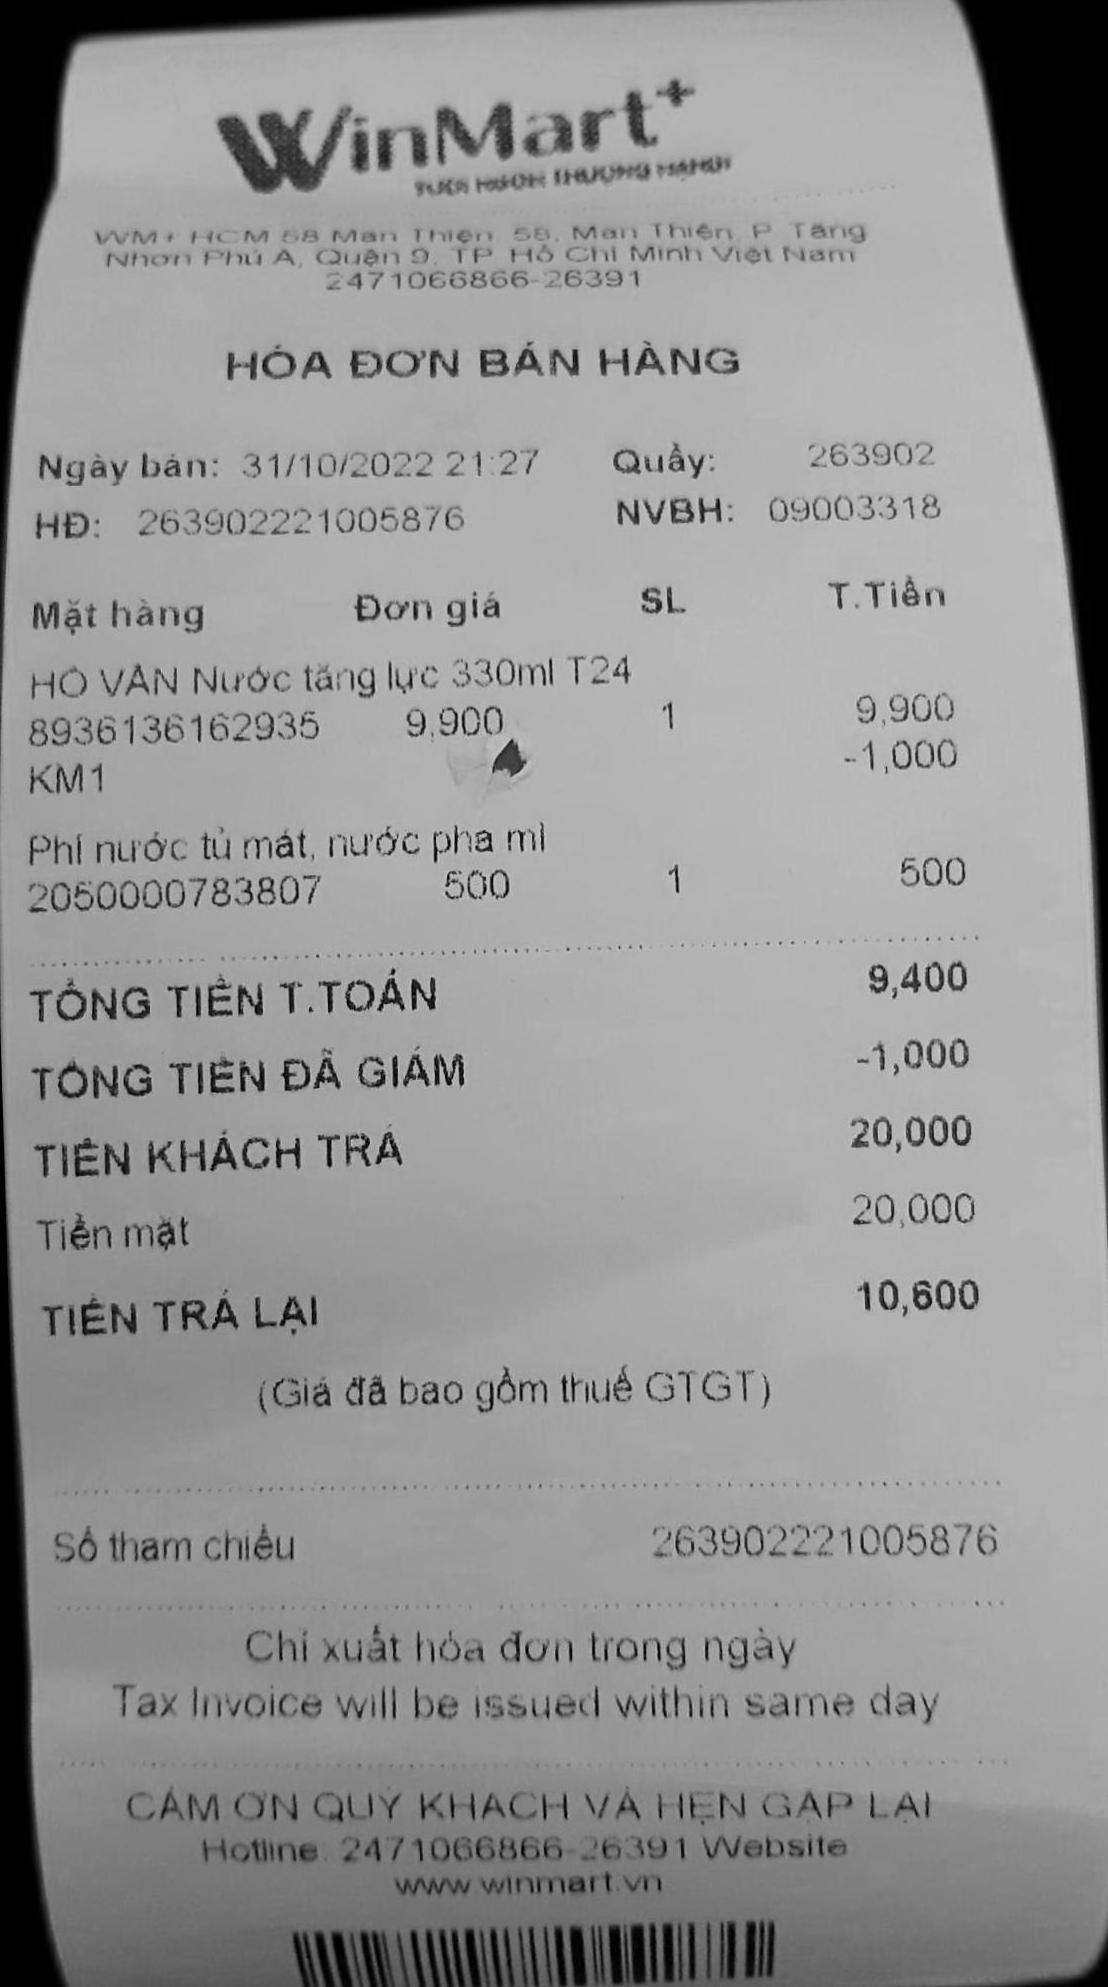 WinMart+
TƯƠI NGON THƯỢNG HẠNG!
WM+ HCM 58 Man Thiện 58, Man Thiện, P. Tăng
Nhơn Phú A, Quận 9, TP. Hồ Chí Minh Việt Nam
2471066866-26391
HÓA ĐƠN BÁN HÀNG
Ngày bán: 31/10/2022 21:27 Quầy: 263902
HĐ: 263902221005876 NVBH: 09003318
Mặt hàng Đơn giá SL T.Tiền
HỔ VẰN Nước tăng lực 330ml T24
8936136162935 9,900 1 9,900
KM1 -1,000
Phí nước tủ mát, nước pha mì
2050000783807 500 1 500
TỔNG TIỀN T.TOÁN 9,400
TỔNG TIỀN ĐÃ GIẢM -1,000
TIỀN KHÁCH TRẢ 20,000
Tiền mặt 20,000
TIỀN TRẢ LẠI 10,600
(Giá đã bao gồm thuế GTGT)
Số tham chiếu 263902221005876
Chỉ xuất hóa đơn trong ngày
Tax Invoice will be issued within same day
CẢM ƠN QUÝ KHÁCH VÀ HẸN GẶP LẠI
Hotline: 2471066866-26391 Website
www.winmart.vn